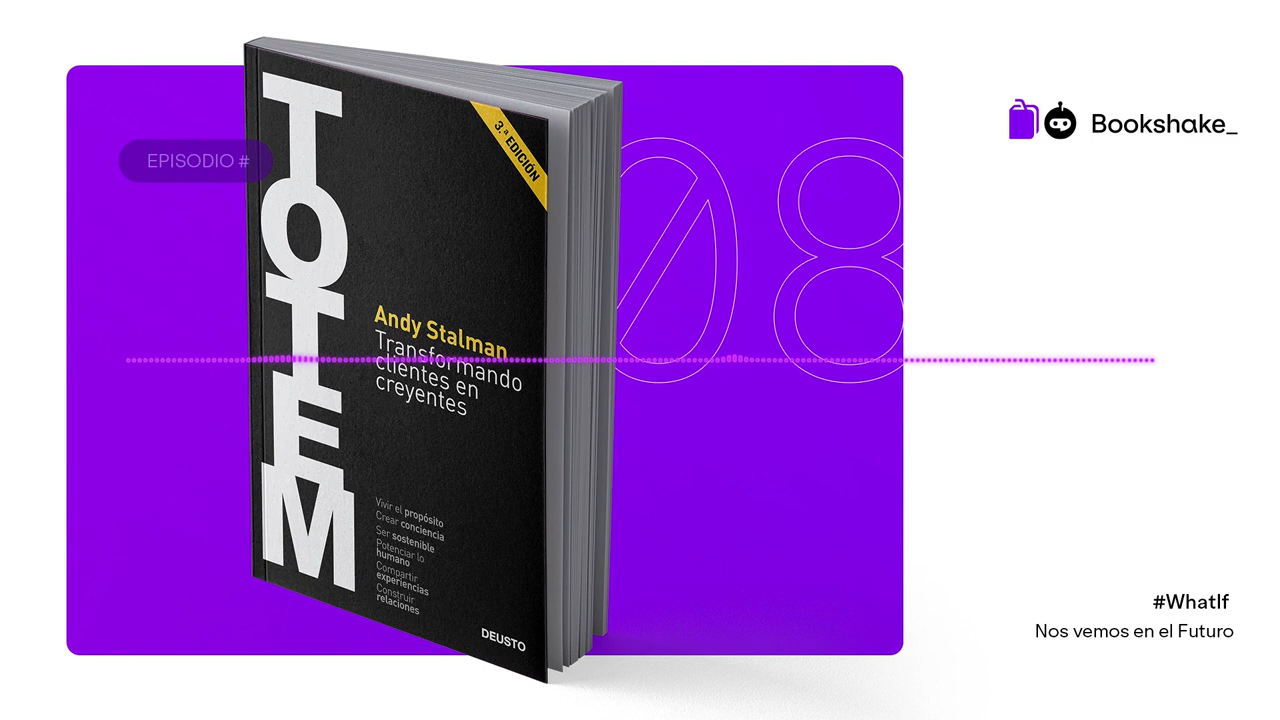 EPISODIO #
08
TOTEM
3.ª EDICIÓN
Andy Stalman
Transformando
clientes en
creyentes
Vivir el propósito
Crear conciencia
Ser sostenible
Potenciar lo
humano
Compartir
experiencias
Construir
relaciones
DEUSTO
Bookshake_
#WhatIf
Nos vemos en el Futuro